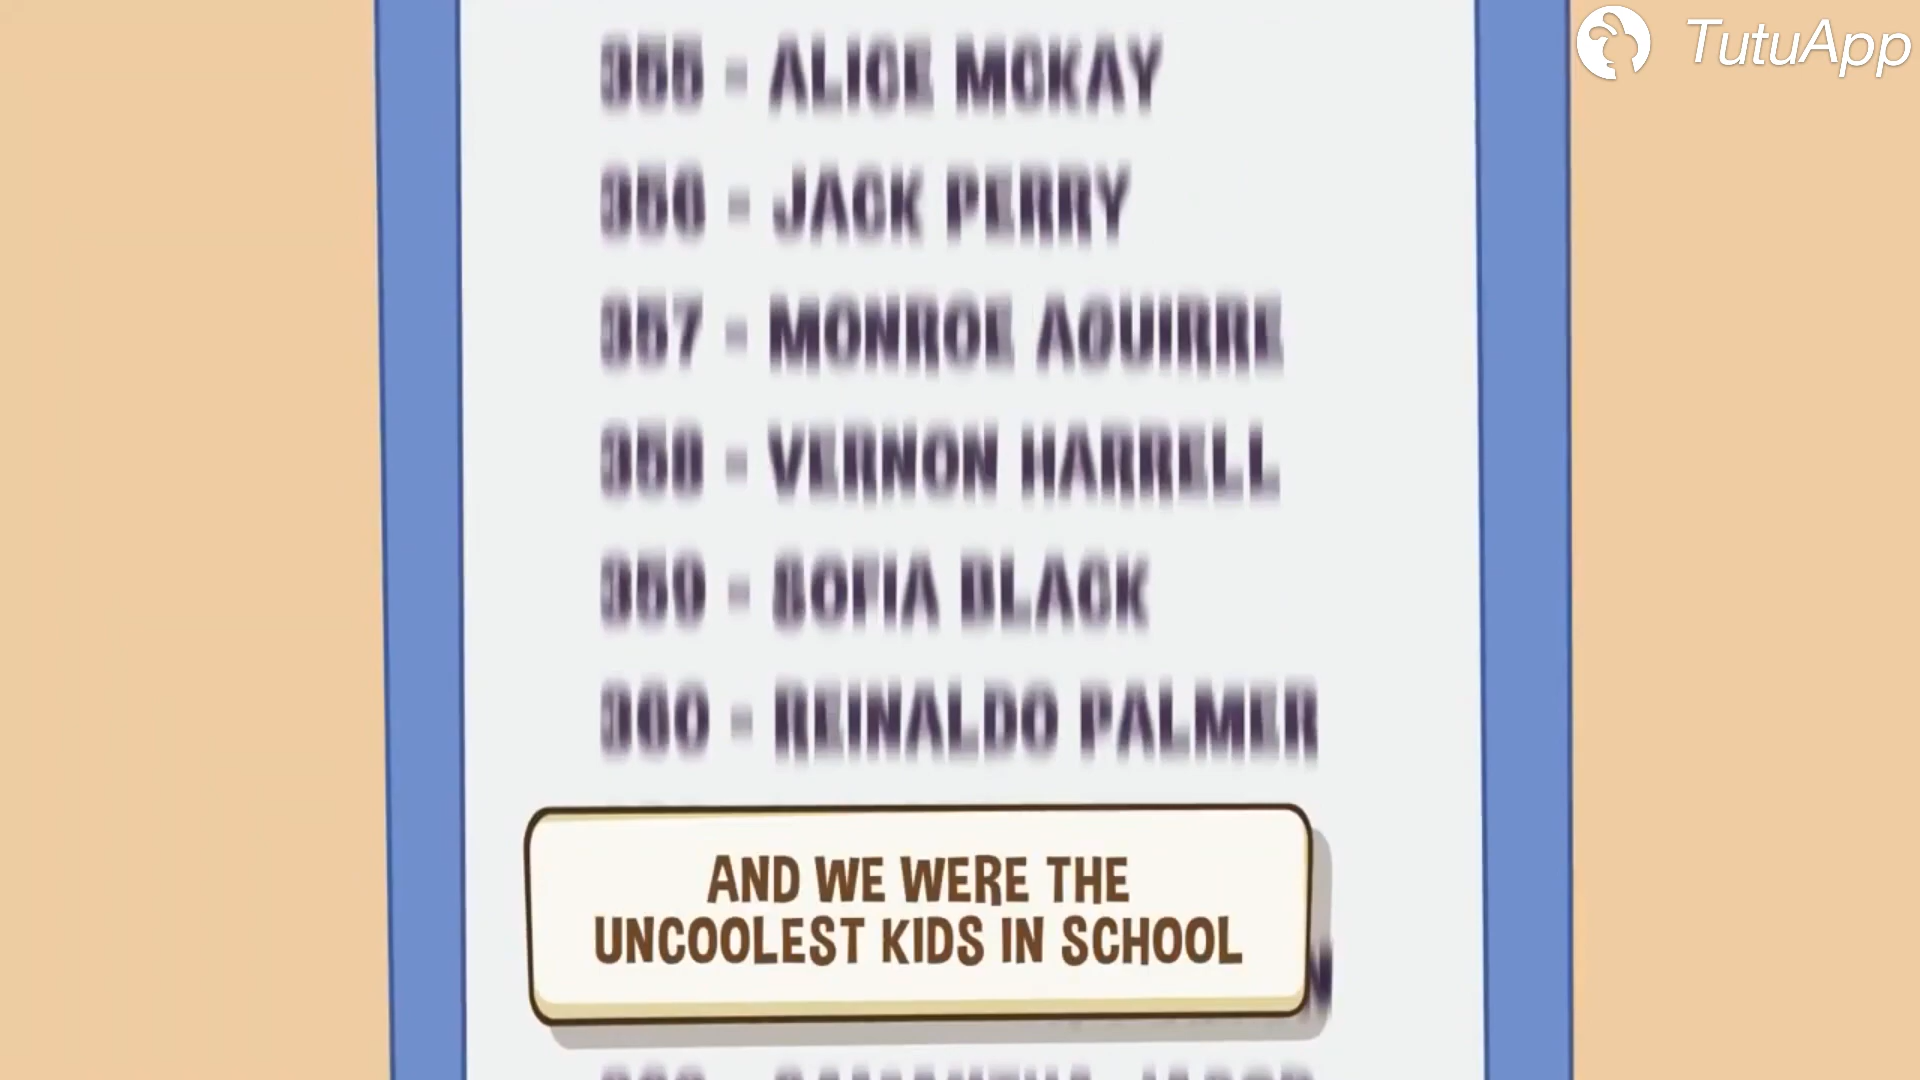 TutuApp
355 - ALICE MCKAY
356 - JACK PERRY
357 - MONROE AGUIRRE
358 - VERNON HARRELL
359 - SOFIA BLACK
360 - REINALDO PALMER
AND WE WERE THE
UNCOOLEST KIDS IN SCHOOL